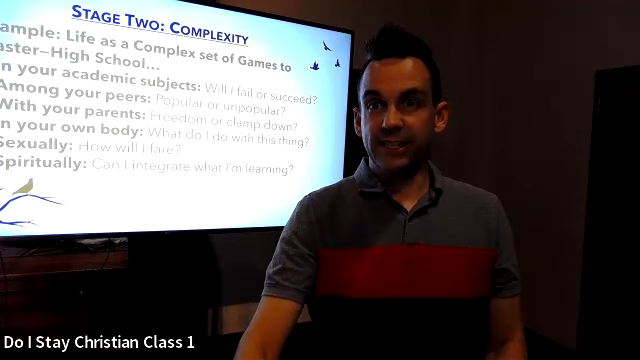 STAGE TWO: COMPLEXITY
ample: Life as a Complex set of Games to
aster—High School...
n your academic subjects: Will I fail or succeed?
Among your peers: Popular or unpopular?
With your parents: Freedom or clamp down?
n your own body: What do I do with this thing?
Sexually: How will I fare?
Spiritually: Can I integrate what I'm learning?
Do I Stay Christian Class 1